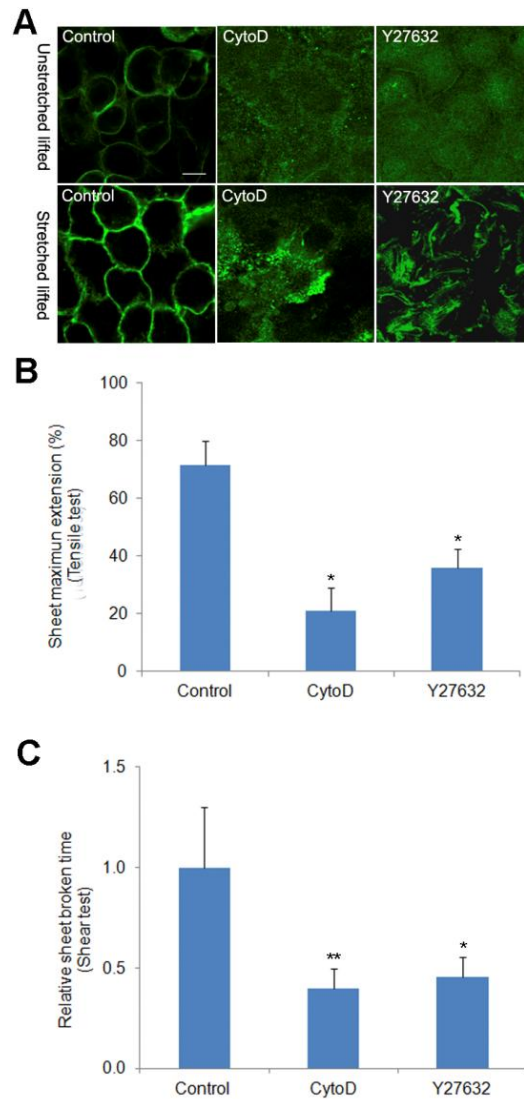 A
Control
CytoD
Y27632
Unstretched lifted
Control
CytoD
Y27632
Stretched lifted
B
Sheet maximun extension (%)
(Tensile test)
80
60
40
20
0
*
*
Control
CytoD
Y27632
C
Relative sheet broken time
(Shear test)
1.5
1.0
0.5
0.0
**
*
Control
CytoD
Y27632